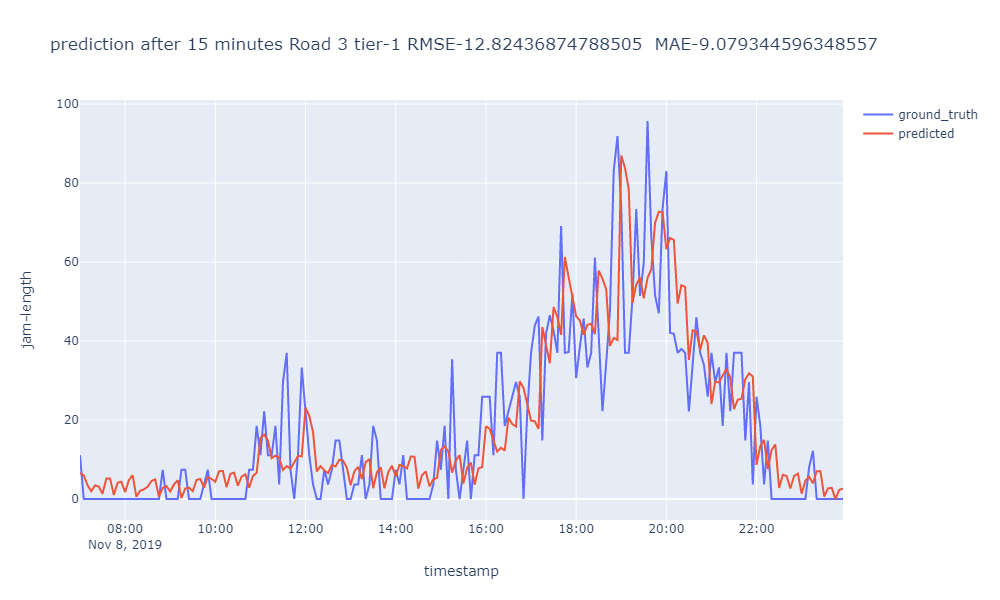 prediction after 15 minutes Road 3 tier-1 RMSE-12.82436874788505  MAE-9.079344596348557
ground_truth
predicted
100
80
60
40
20
0
jam-length
08:00
10:00
12:00
14:00
16:00
18:00
20:00
22:00
Nov 8, 2019
timestamp